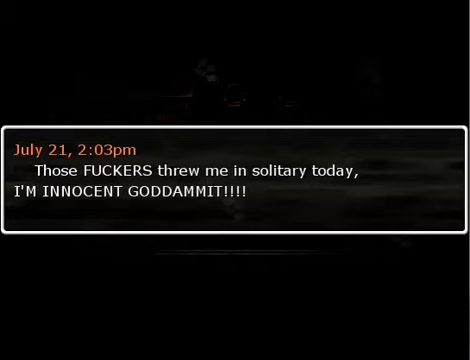 July 21, 2:03pm
Those FUCKERS threw me in solitary today,
I'M INNOCENT GODDAMMIT!!!!